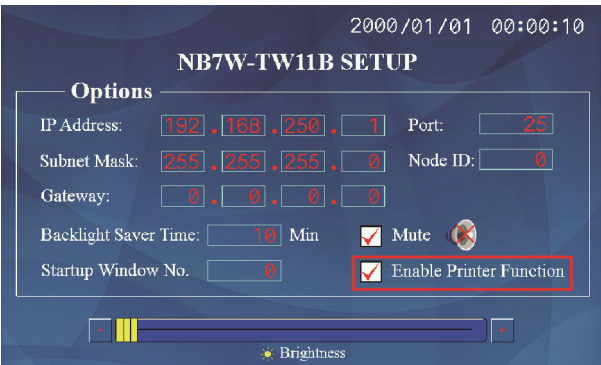 2000/01/01 00:00:10
NB7W-TW11B SETUP
Options
IP Address: 192 . 168 . 250 . 1 Port: 25
Subnet Mask: 255 . 255 . 255 . 0 Node ID: 0
Gateway: 0 . 0 . 0 . 0
Backlight Saver Time: 10 Min Mute
Startup Window No. 0 Enable Printer Function
- +
Brightness